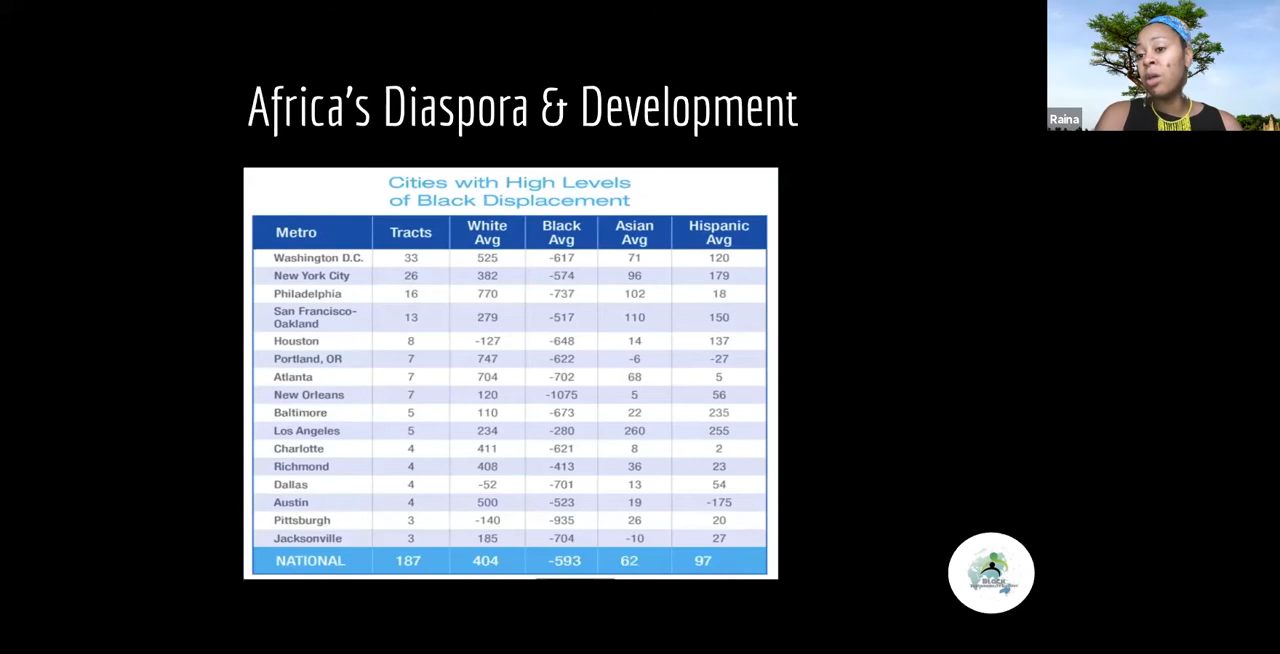 Africa's Diaspora & Development
Raina
Cities with High Levels
of Black Displacement
Metro Tracts White Avg Black Avg Asian Avg Hispanic Avg
Washington D.C. 33 525 -617 71 120
New York City 26 382 -574 96 179
Philadelphia 16 770 -737 102 18
San Francisco-Oakland 13 279 -517 110 150
Houston 8 -127 -648 14 137
Portland, OR 7 747 -622 -6 -27
Atlanta 7 704 -702 68 5
New Orleans 7 120 -1075 5 56
Baltimore 5 110 -673 22 235
Los Angeles 5 234 -280 260 255
Charlotte 4 411 -621 8 2
Richmond 4 408 -413 36 23
Dallas 4 -52 -701 13 54
Austin 4 500 -523 19 -175
Pittsburgh 3 -140 -935 26 20
Jacksonville 3 185 -704 -10 27
NATIONAL 187 404 -593 62 97
Black